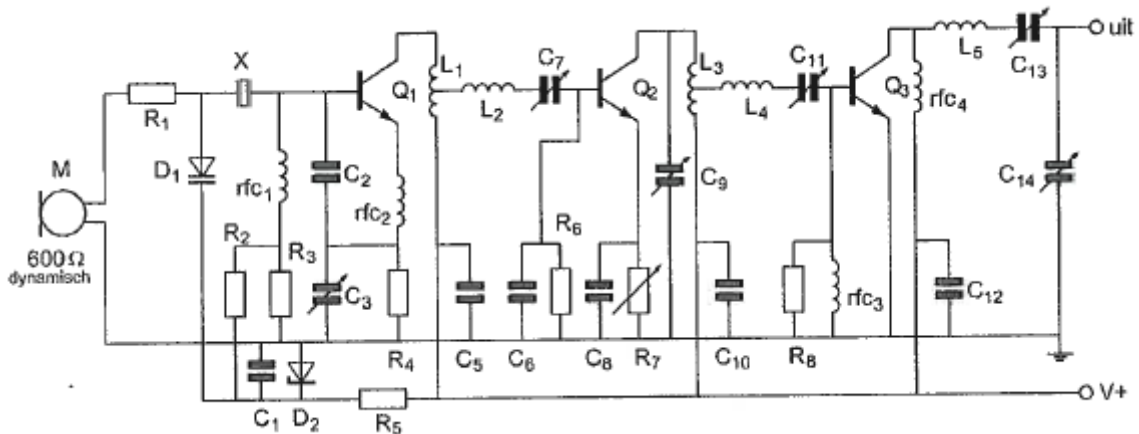 X
L₁
C₇
L₃
C₁₁
L₅
C₁₃
uit
R₁
Q₁
L₂
Q₂
L₄
Q₃
rfc₄
M
D₁
rfc₁
C₂
rfc₂
C₉
C₁₄
600 Ω
dynamisch
R₂
R₃
C₃
R₆
rfc₃
C₁₂
R₄
C₅
C₆
C₈
R₇
C₁₀
R₈
C₁
D₂
R₅
V+